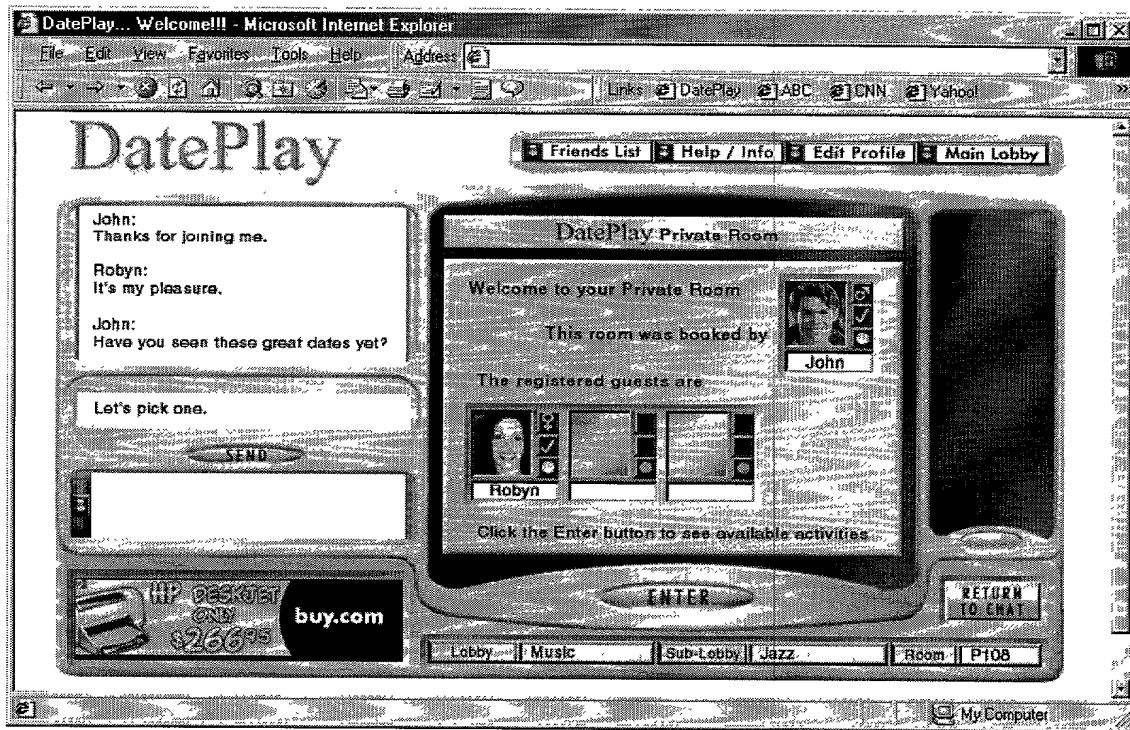 DatePlay... Welcome!!! - Microsoft Internet Explorer
File Edit View Favorites Tools Help Address
Links DatePlay ABC CNN Yahoo!
DatePlay
Friends List Help / Info Edit Profile Main Lobby
John:
Thanks for joining me.
Robyn:
It's my pleasure.
John:
Have you seen these great dates yet?
Let's pick one.
SEND
DatePlay Private Room
Welcome to your Private Room
This room was booked by
John
The registered guests are
Robyn
Click the Enter button to see available activities
ENTER
RETURN
TO CHAT
HP DESKJET
ONLY
$266.95
buy.com
Lobby Music Sub-Lobby Jazz Room P108
My Computer